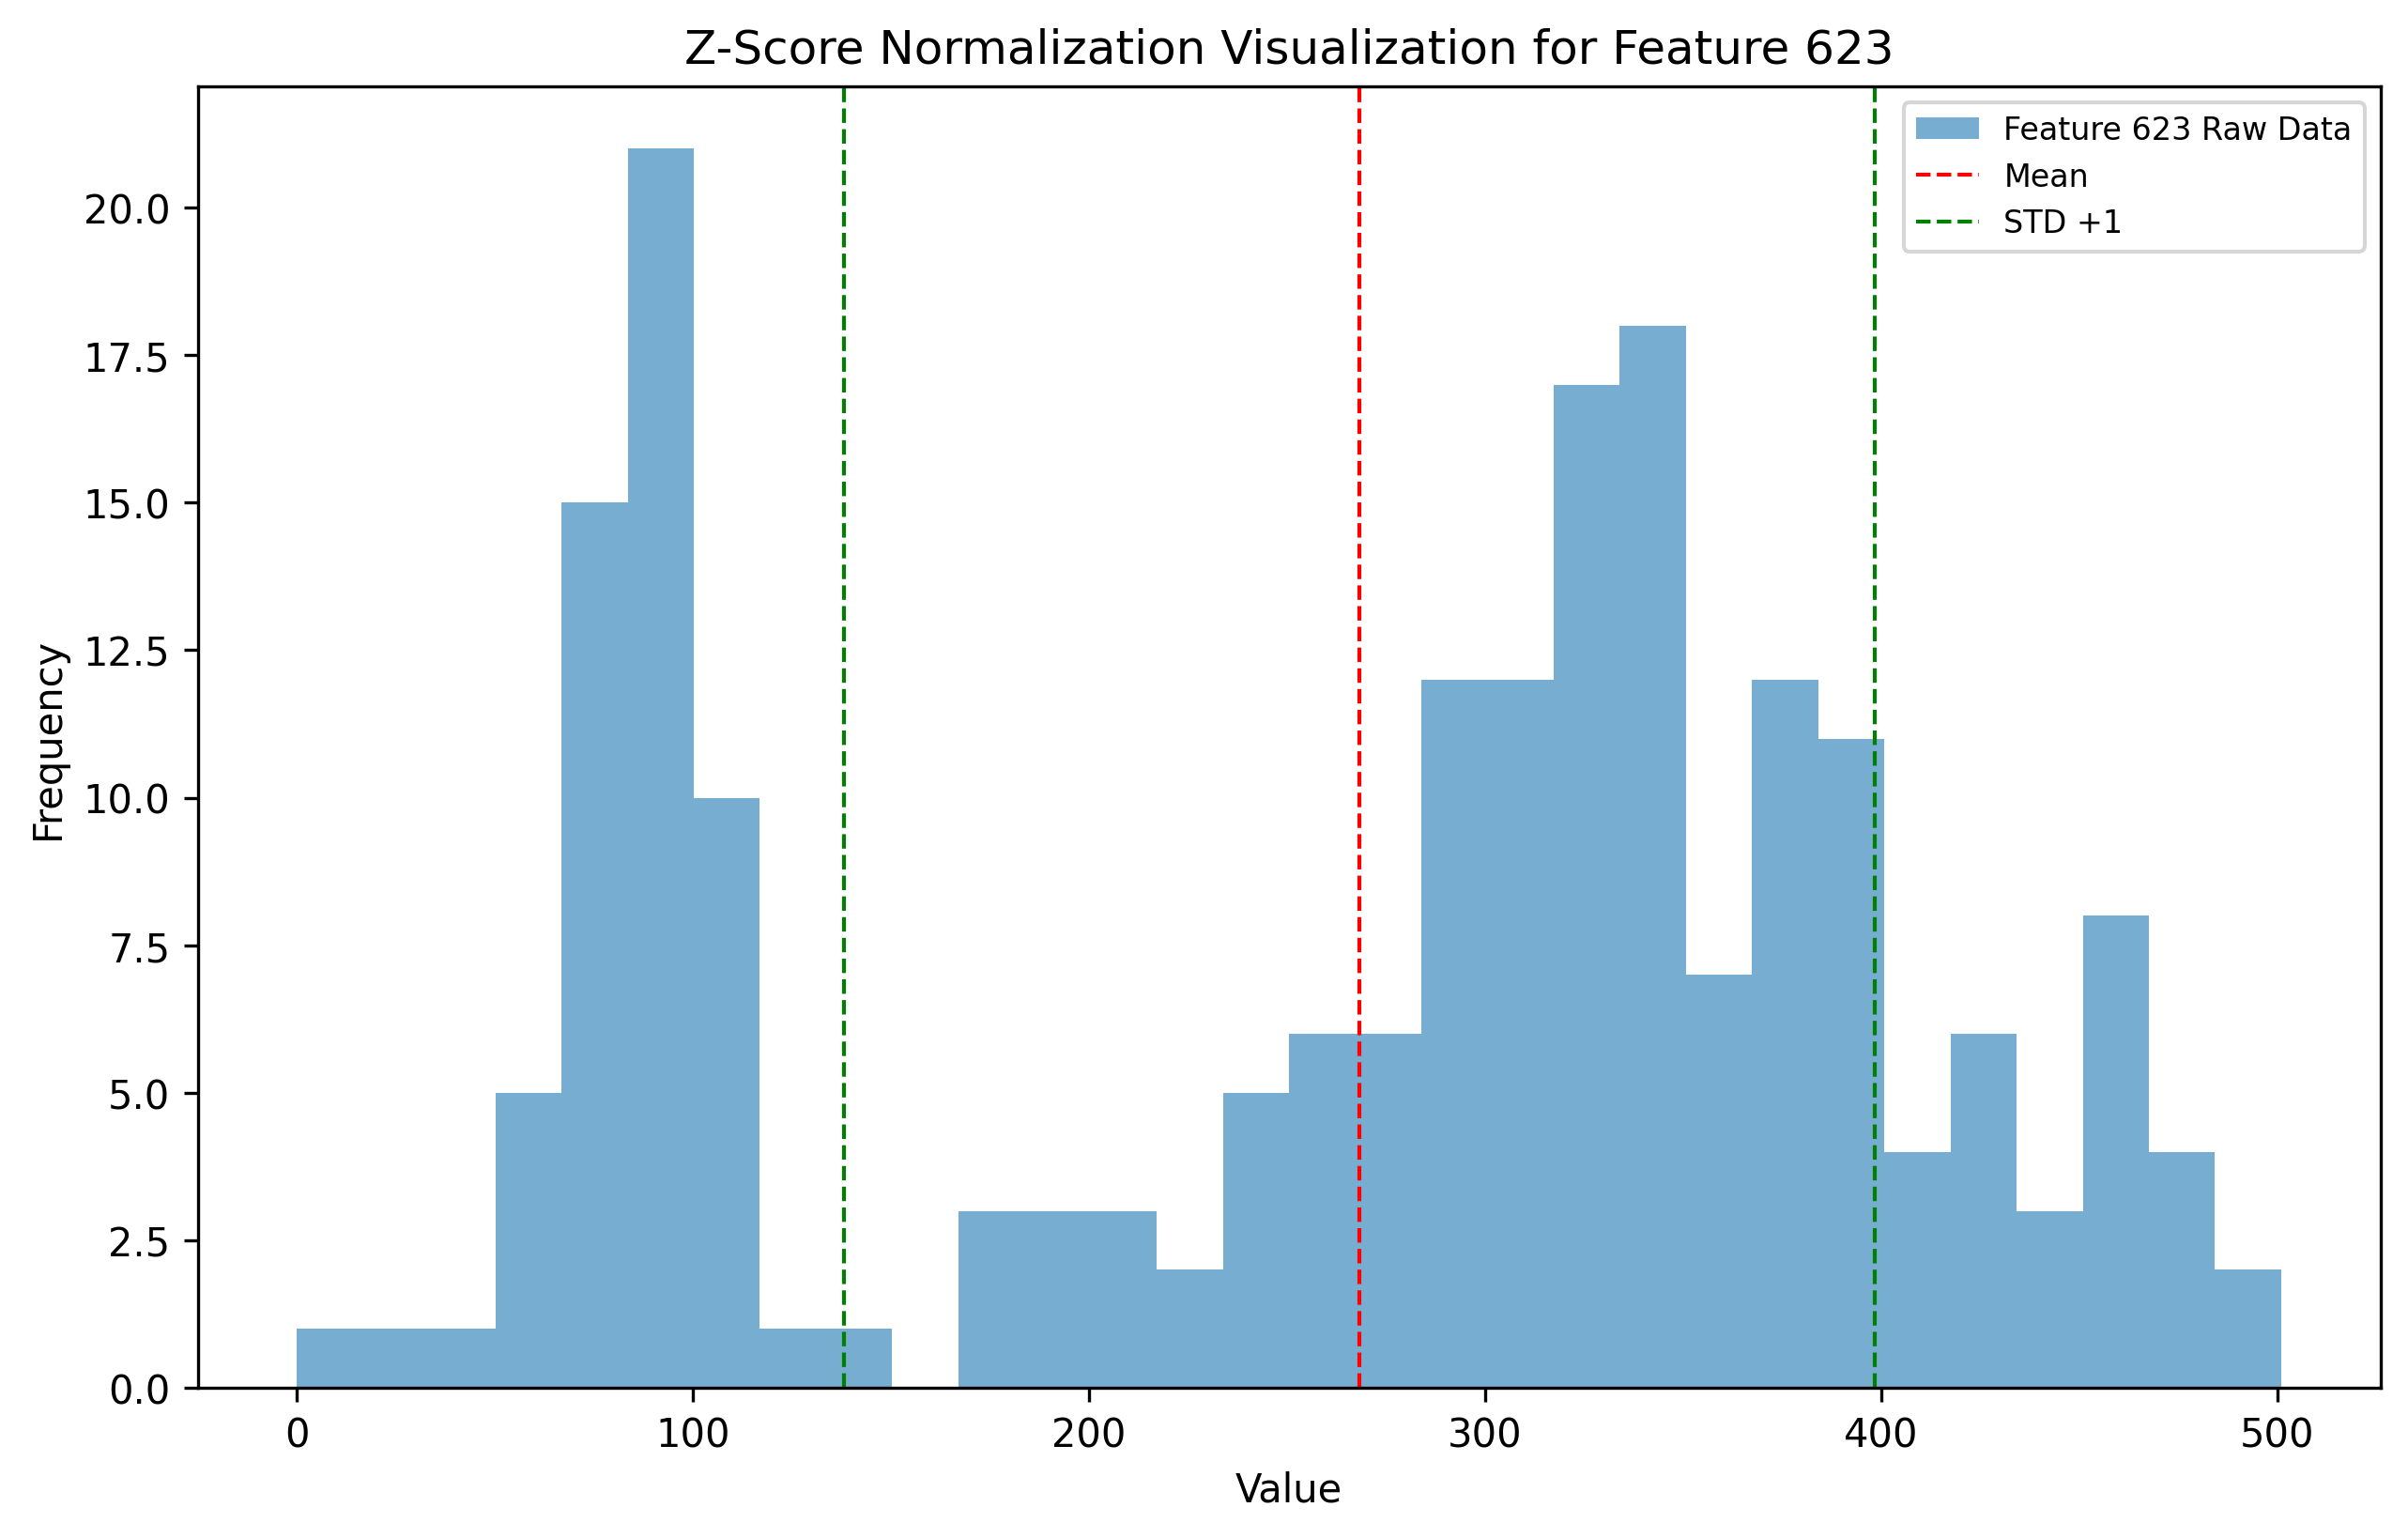 Z-Score Normalization Visualization for Feature 623
Feature 623 Raw Data
Mean
STD +1
20.0
17.5
15.0
12.5
10.0
7.5
5.0
2.5
0.0
Frequency
0 100 200 300 400 500
Value